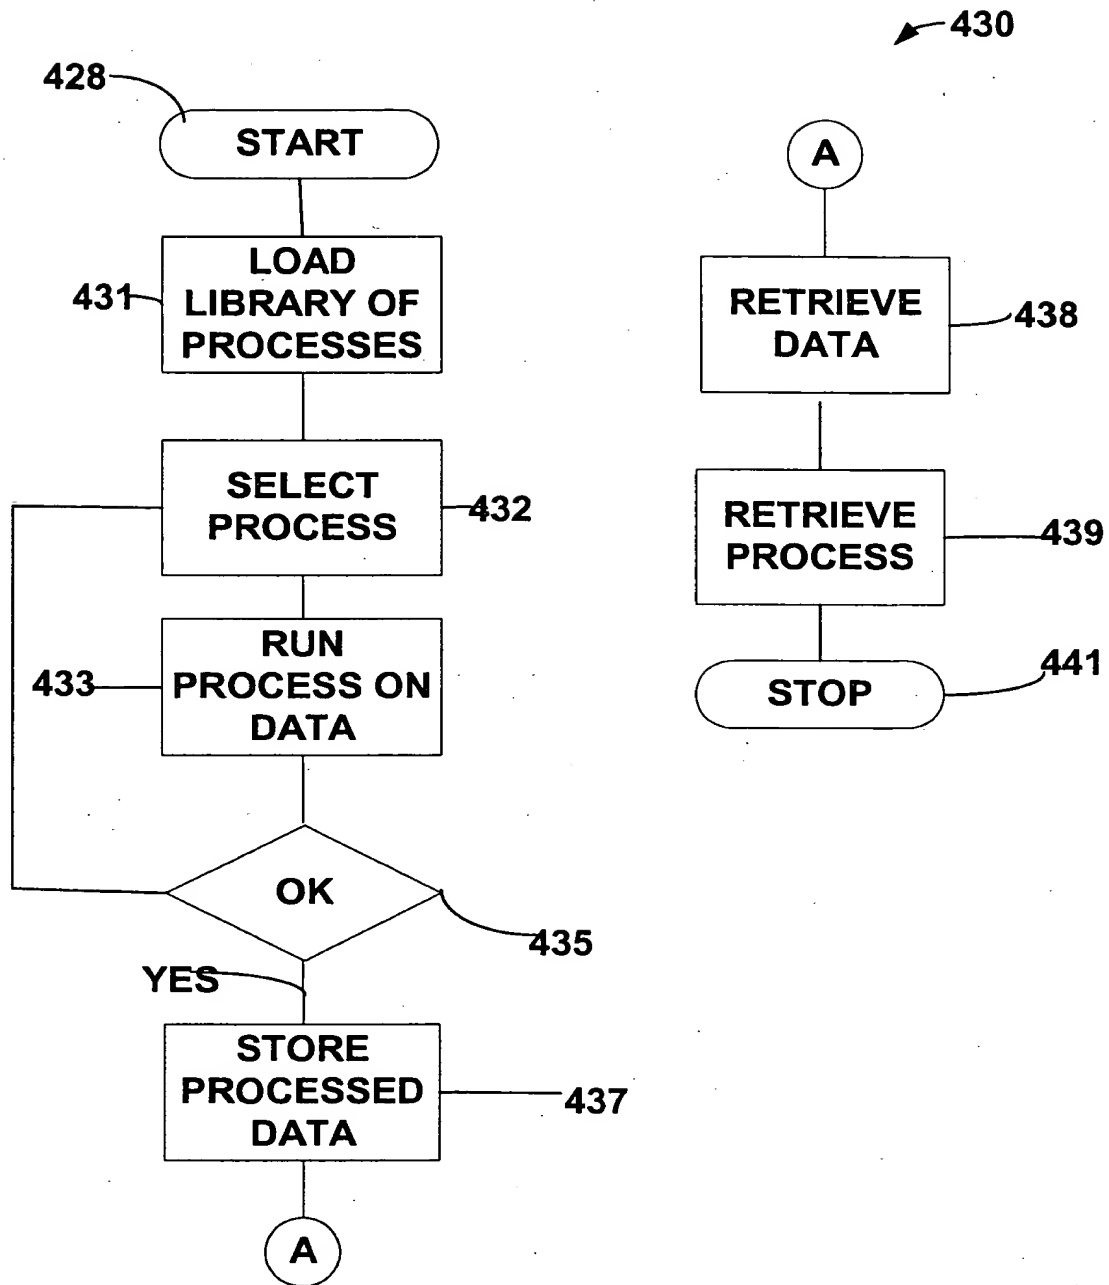 430
428
START
LOAD
LIBRARY OF
PROCESSES
431
SELECT
PROCESS
432
RUN
PROCESS ON
DATA
433
OK
435
YES
STORE
PROCESSED
DATA
437
A
A
RETRIEVE
DATA
438
RETRIEVE
PROCESS
439
STOP
441